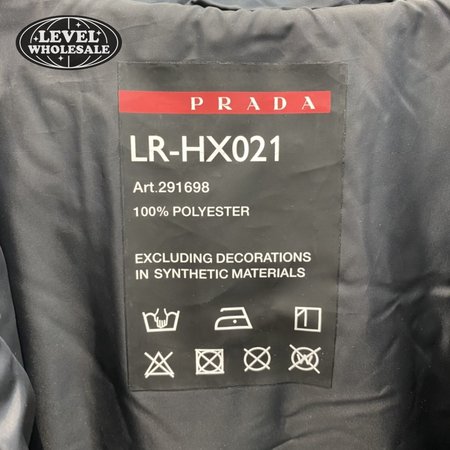 LEVEL
WHOLESALE
PRADA
LR-HX021
Art.291698
100% POLYESTER
EXCLUDING DECORATIONS
IN SYNTHETIC MATERIALS